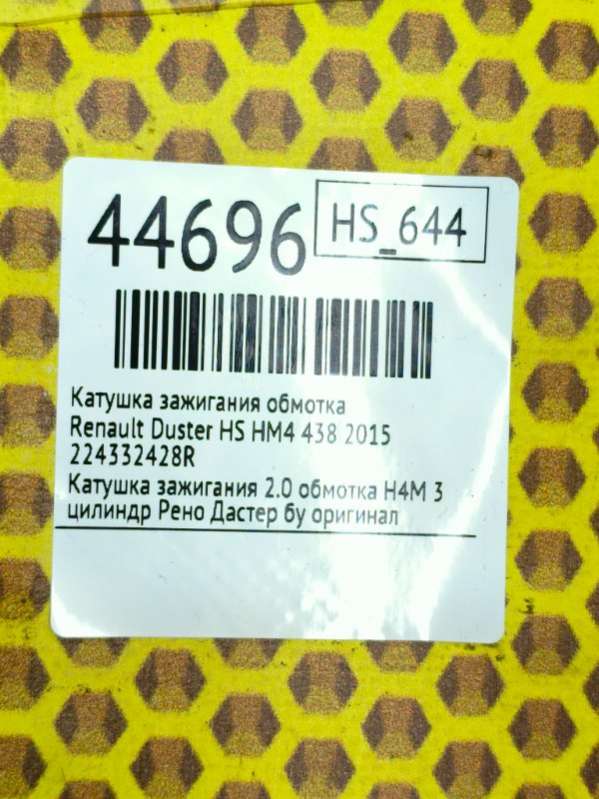 44696
HS_644
Катушка зажигания обмотка
Renault Duster HS HM4 438 2015
224332428R
Катушка зажигания 2.0 обмотка H4M 3
цилиндр Рено Дастер бу оригинал